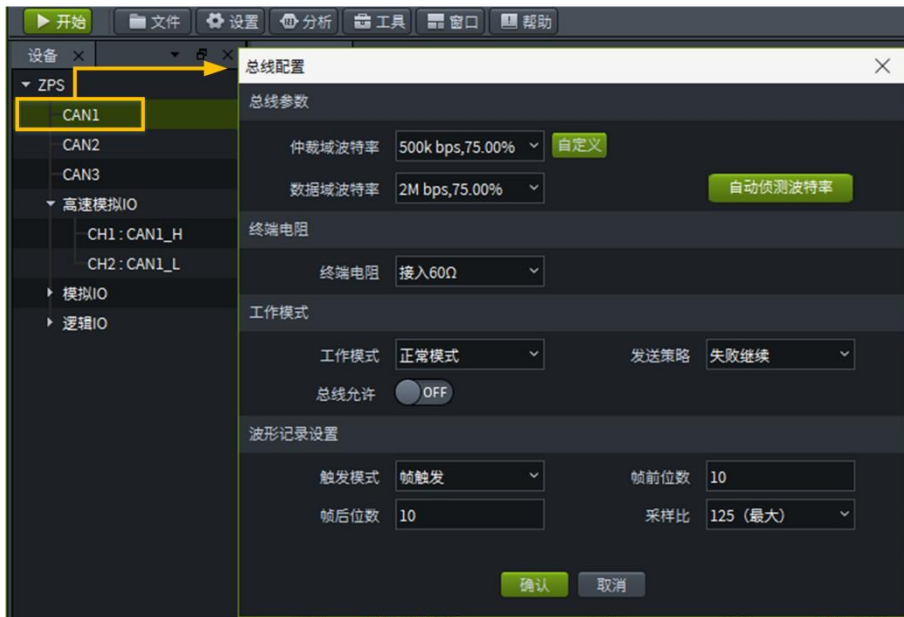 开始 文件 设置 分析 工具 窗口 帮助
设备
ZPS
CAN1
CAN2
CAN3
高速模拟IO
CH1:CAN1_H
CH2:CAN1_L
模拟IO
逻辑IO
总线配置
总线参数
仲裁域波特率 500k bps,75.00% 自定义
数据域波特率 2M bps,75.00% 自动侦测波特率
终端电阻
终端电阻 接入60Ω
工作模式
工作模式 正常模式 发送策略 失败继续
总线允许 OFF
波形记录设置
触发模式 帧触发 帧前位数 10
帧后位数 10 采样比 125（最大）
确认 取消